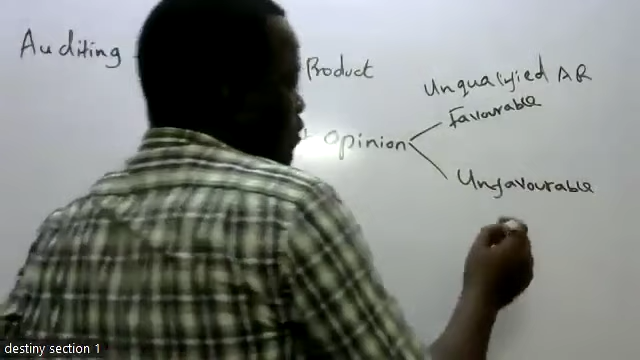 Auditing
Product
Unqualified AR
Favourable
Opinion
Unfavourable
destiny section 1